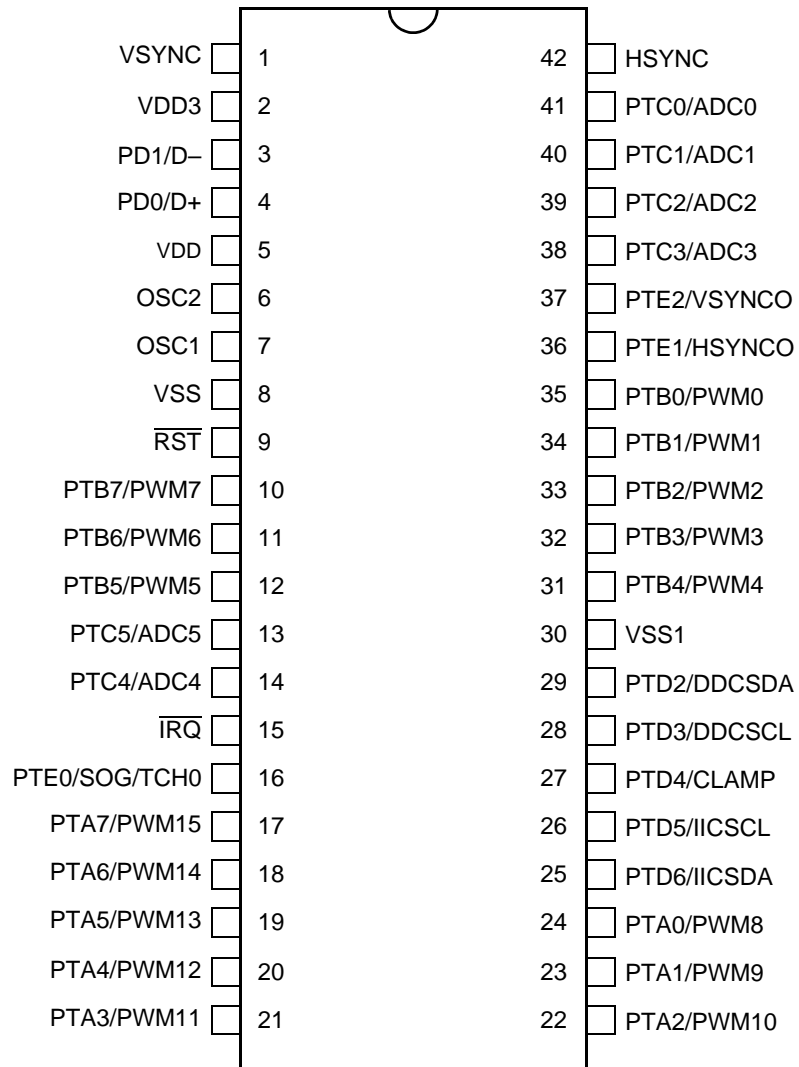 VSYNC 1 42 HSYNC
VDD3 2 41 PTC0/ADC0
PD1/D– 3 40 PTC1/ADC1
PD0/D+ 4 39 PTC2/ADC2
VDD 5 38 PTC3/ADC3
OSC2 6 37 PTE2/VSYNCO
OSC1 7 36 PTE1/HSYNCO
VSS 8 35 PTB0/PWM0
RST 9 34 PTB1/PWM1
PTB7/PWM7 10 33 PTB2/PWM2
PTB6/PWM6 11 32 PTB3/PWM3
PTB5/PWM5 12 31 PTB4/PWM4
PTC5/ADC5 13 30 VSS1
PTC4/ADC4 14 29 PTD2/DDCSDA
IRQ 15 28 PTD3/DDCSCL
PTE0/SOG/TCH0 16 27 PTD4/CLAMP
PTA7/PWM15 17 26 PTD5/IICSCL
PTA6/PWM14 18 25 PTD6/IICSDA
PTA5/PWM13 19 24 PTA0/PWM8
PTA4/PWM12 20 23 PTA1/PWM9
PTA3/PWM11 21 22 PTA2/PWM10